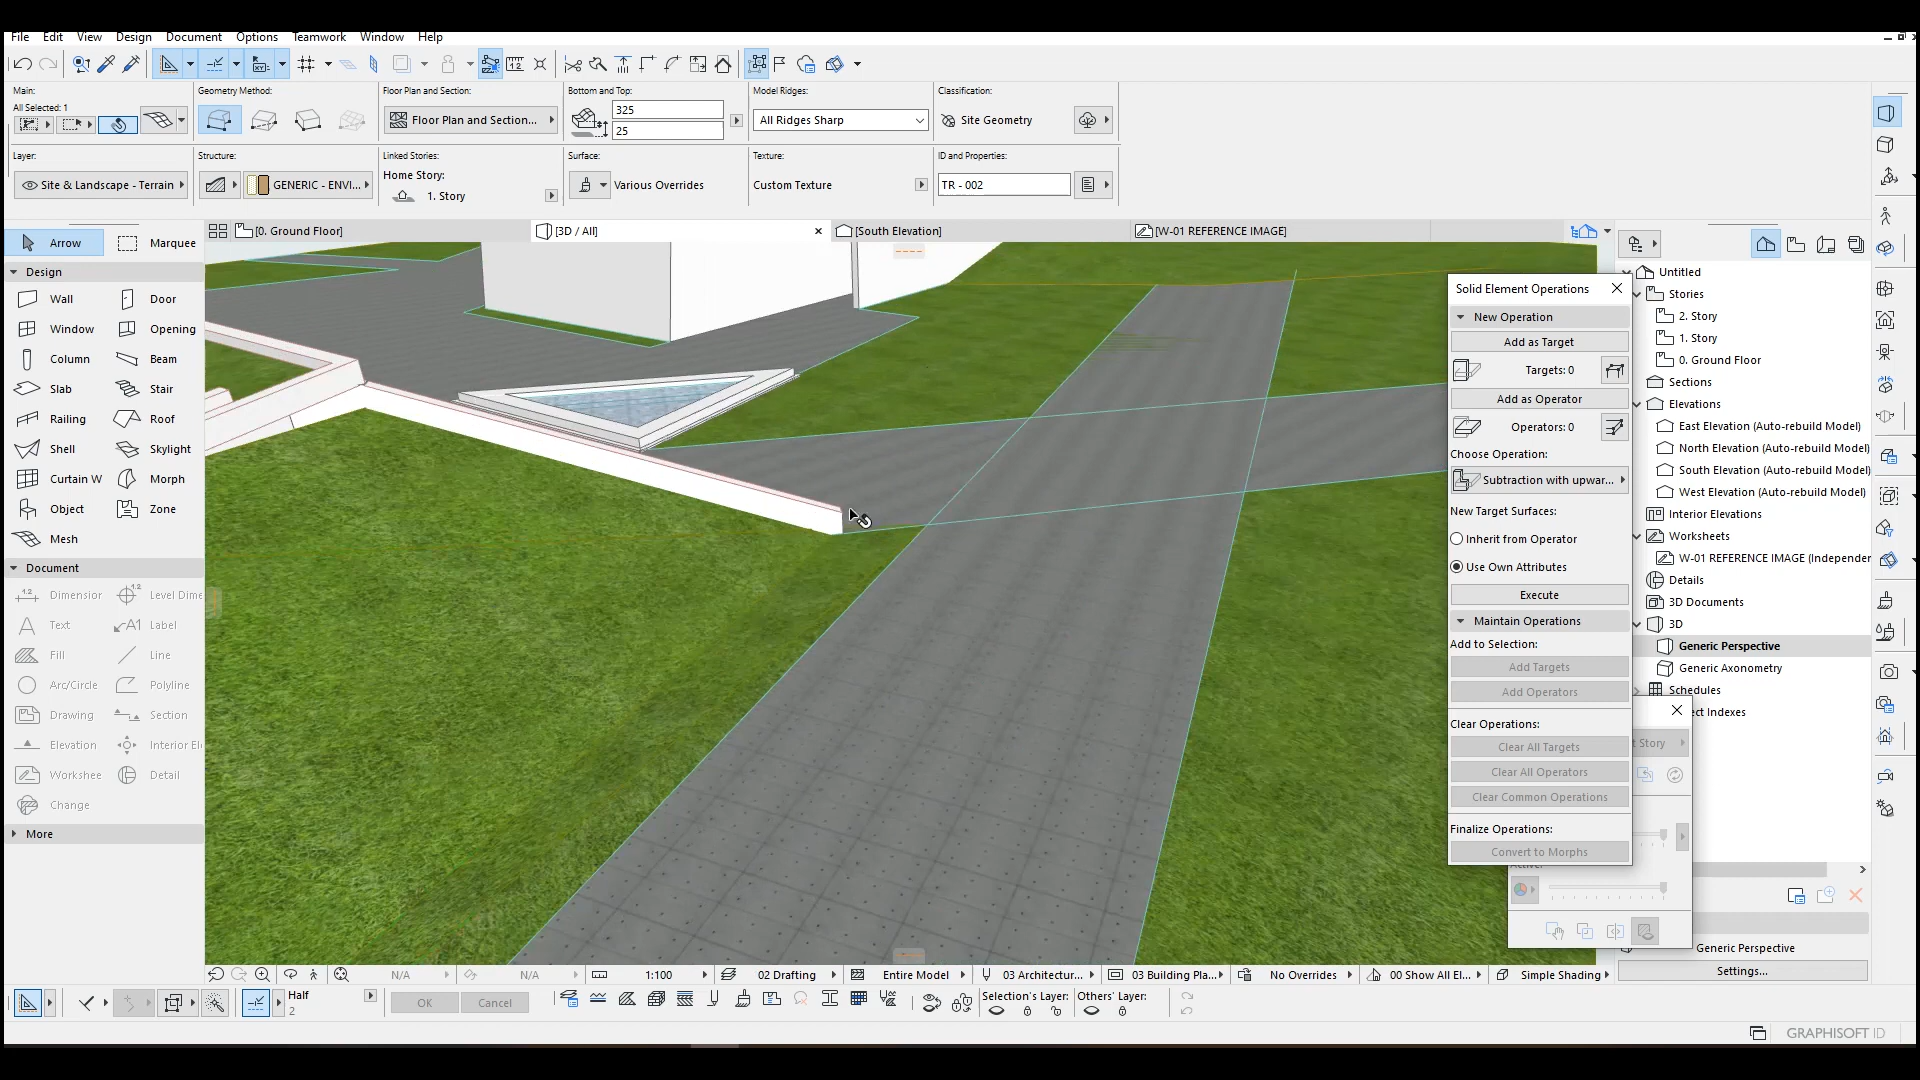 File Edit View Design Document Options Teamwork Window Help
Main:
All Selected: 1
Geometry Method:
Floor Plan and Section:
Floor Plan and Section...
Bottom and Top:
325
25
Model Ridges:
All Ridges Sharp
Classification:
Site Geometry
Layer:
Site & Landscape - Terrain
Structure:
GENERIC - ENVI...
Linked Stories:
Home Story:
1. Story
Surface:
Various Overrides
Texture:
Custom Texture
ID and Properties:
TR - 002
[0. Ground Floor]
[3D / All]
[South Elevation]
[W-01 REFERENCE IMAGE]
Arrow Marquee
Design
Wall Door
Window Opening
Column Beam
Slab Stair
Railing Roof
Shell Skylight
Curtain W Morph
Object Zone
Mesh
Document
Dimension Level Dime
Text Label
Fill Line
Arc/Circle Polyline
Drawing Section
Elevation Interior El
Workshee Detail
Change
More
Solid Element Operations
New Operation
Add as Target
Targets: 0
Add as Operator
Operators: 0
Choose Operation:
Subtraction with upwar...
New Target Surfaces:
Inherit from Operator
Use Own Attributes
Execute
Maintain Operations
Add to Selection:
Add Targets
Add Operators
Clear Operations:
Clear All Targets
Clear All Operators
Clear Common Operations
Finalize Operations:
Convert to Morphs
Untitled
Stories
2. Story
1. Story
0. Ground Floor
Sections
Elevations
East Elevation (Auto-rebuild Model)
North Elevation (Auto-rebuild Model)
South Elevation (Auto-rebuild Model)
West Elevation (Auto-rebuild Model)
Interior Elevations
Worksheets
W-01 REFERENCE IMAGE (Independer
Details
3D Documents
3D
Generic Perspective
Generic Axonometry
Schedules
ect Indexes
t Story
Generic Perspective
Settings...
N/A N/A 1:100 02 Drafting Entire Model 03 Architectur... 03 Building Pla... No Overrides 00 Show All El... Simple Shading
Half
2
OK Cancel
Selection's Layer: Others' Layer:
GRAPHISOFT ID